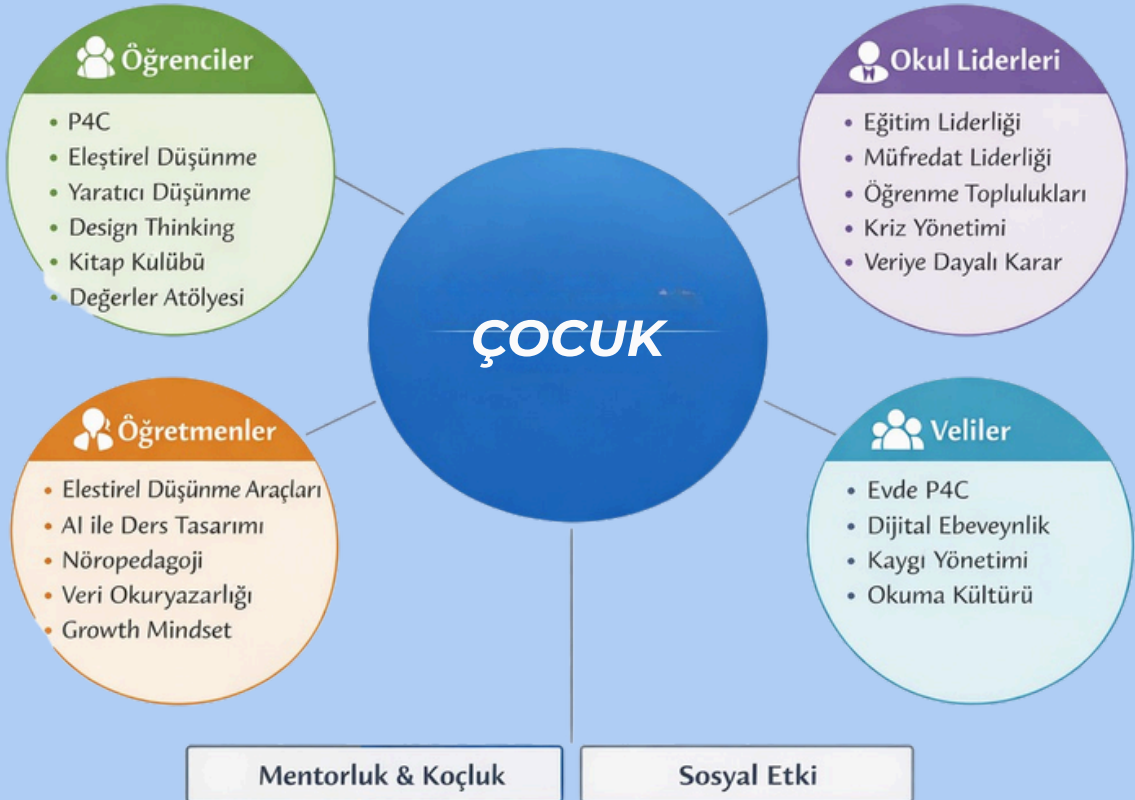 Öğrenciler
P4C
Eleştirel Düşünme
Yaratıcı Düşünme
Design Thinking
Kitap Kulübü
Değerler Atölyesi
Okul Liderleri
Eğitim Liderliği
Müfredat Liderliği
Öğrenme Toplulukları
Kriz Yönetimi
Veriye Dayalı Karar
ÇOCUK
Öğretmenler
Elestirel Düşünme Araçları
AI ile Ders Tasarımı
Nöropedagoji
Veri Okuryazarlığı
Growth Mindset
Veliler
Evde P4C
Dijital Ebeveynlik
Kaygı Yönetimi
Okuma Kültürü
Mentorluk & Koçluk
Sosyal Etki